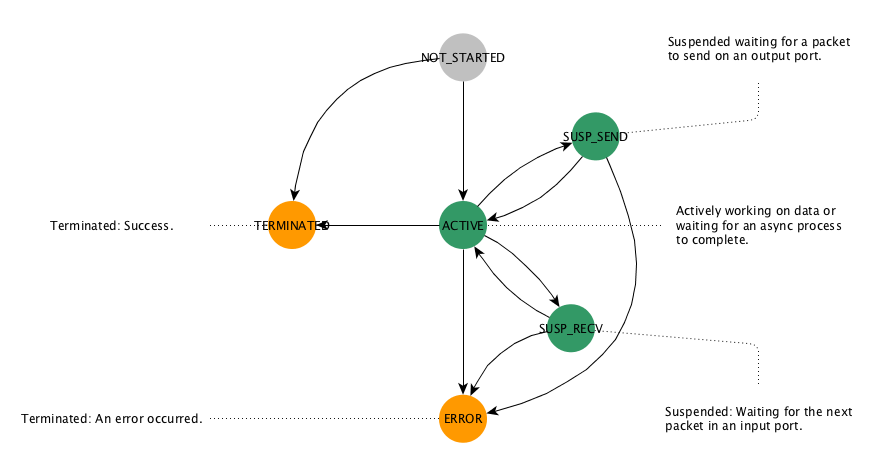 NOT_STARTED
Suspended waiting for a packet
to send on an output port.
SUSP_SEND
Terminated: Success.
TERMINATED
ACTIVE
Actively working on data or
waiting for an async process
to complete.
SUSP_RECV
Terminated: An error occurred.
ERROR
Suspended: Waiting for the next
packet in an input port.